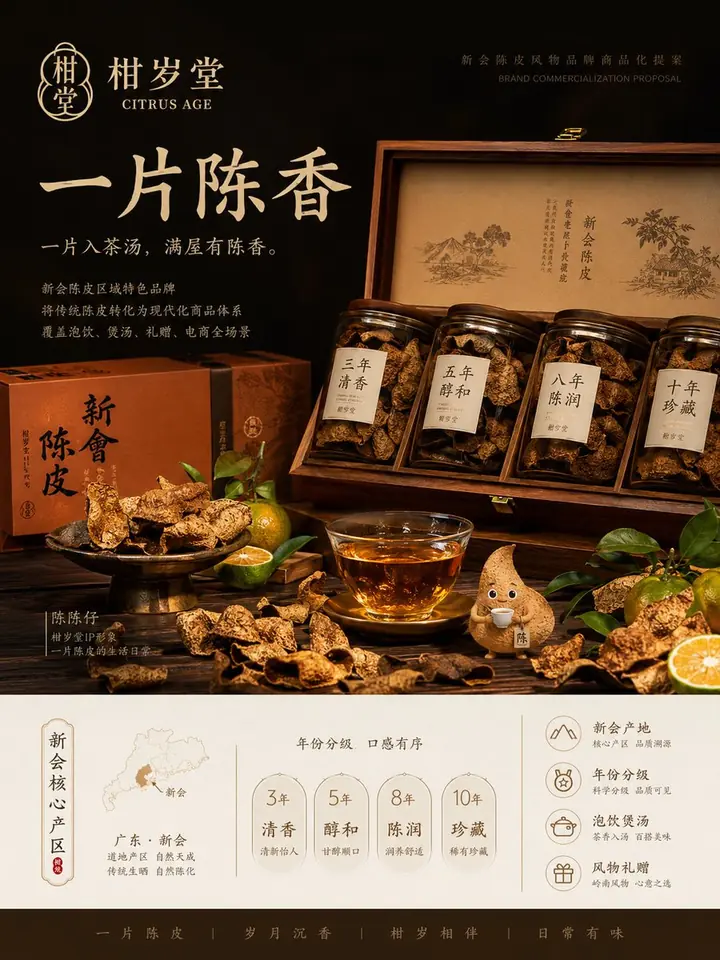 柑堂
柑岁堂
CITRUS AGE
新会陈皮风物品牌商品化提案
BRAND COMMERCIALIZATION PROPOSAL
一片陈香
一片入茶汤，满屋有陈香。
新会陈皮区域特色品牌
将传统陈皮转化为现代化商品体系
覆盖泡饮、煲汤、礼赠、电商全场景
新会陈皮
三年
清香
柑岁堂
五年
醇和
柑岁堂
八年
陈润
柑岁堂
十年
珍藏
柑岁堂
新會
陈皮
陈
陈陈仔
柑岁堂IP形象
一片陈皮的生活日常
新会核心产区
新会
广东·新会
道地产区 自然天成
传统生晒 自然陈化
年份分级 口感有序
3年
清香
清新怡人
5年
醇和
甘醇顺口
8年
陈润
润养舒适
10年
珍藏
稀有珍藏
新会产地
核心产区 品质溯源
年份分级
科学分级 品质可见
泡饮煲汤
茶香入汤 百搭美味
风物礼赠
岭南风物 心意之选
一片陈皮 | 岁月沉香 | 柑岁相伴 | 日常有味